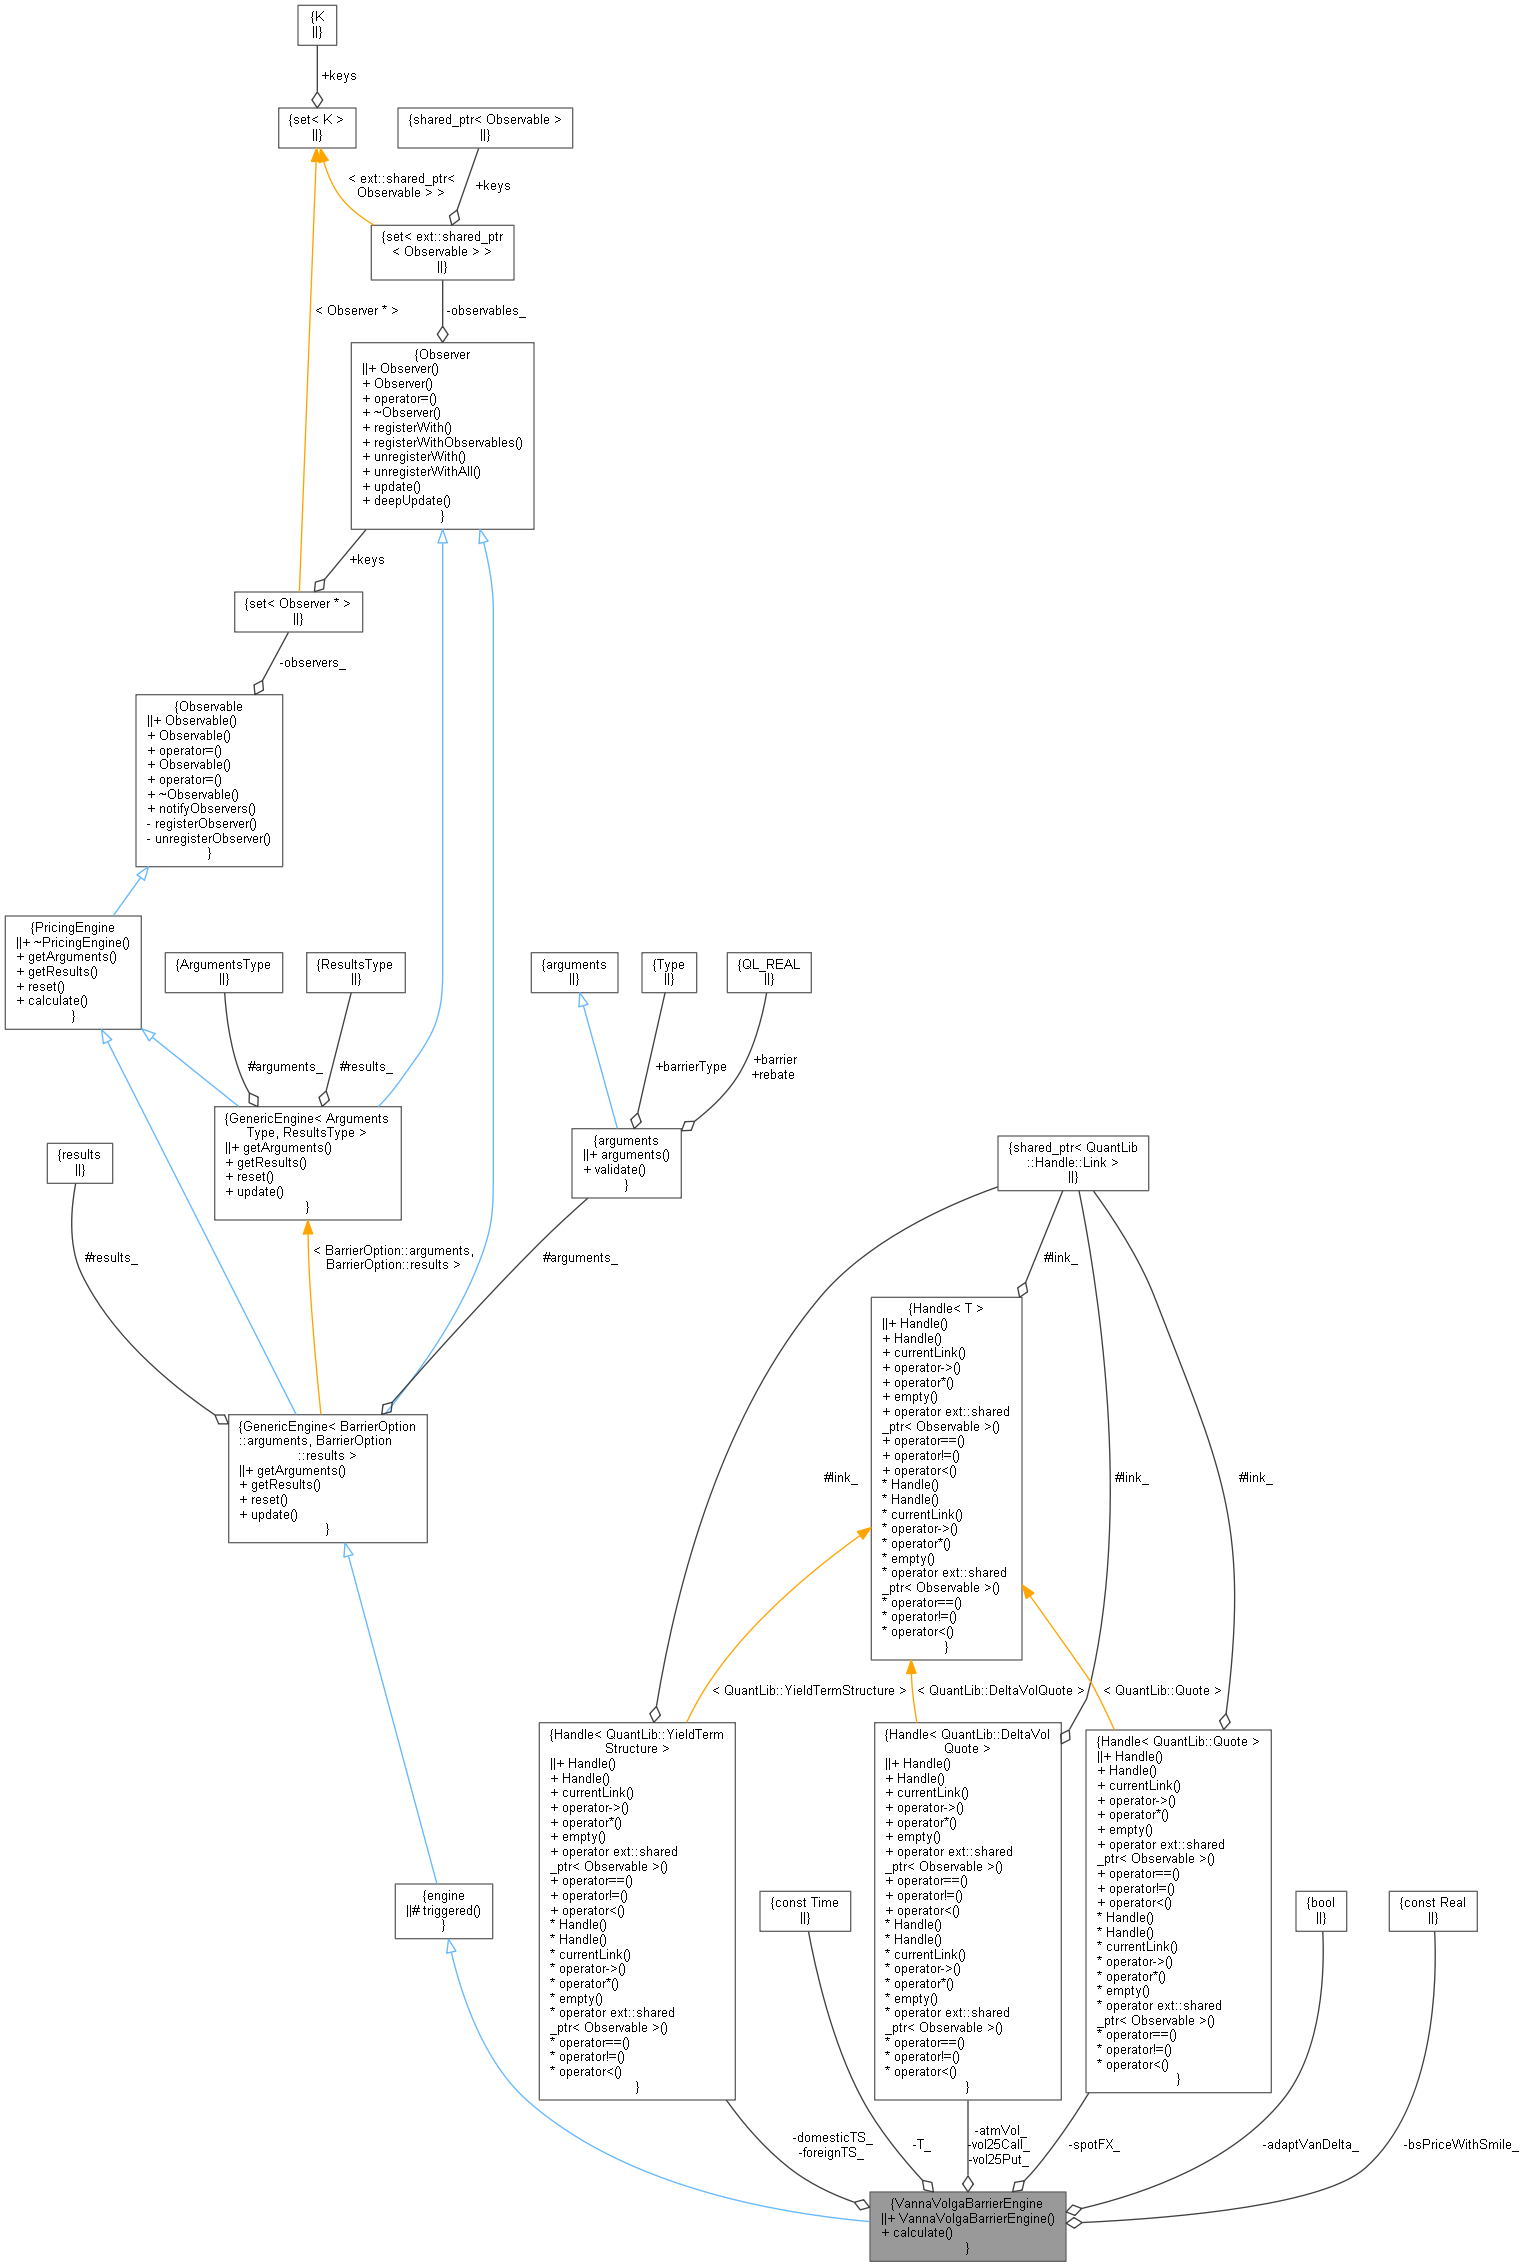 {K
||}
+keys
{set< K >
||}
{shared_ptr< Observable >
||}
< ext::shared_ptr<
Observable > >
+keys
{set< ext::shared_ptr
< Observable > >
||}
< Observer * >
-observables_
{Observer
||+ Observer()
+ Observer()
+ operator=()
+ ~Observer()
+ registerWith()
+ registerWithObservables()
+ unregisterWith()
+ unregisterWithAll()
+ update()
+ deepUpdate()
}
+keys
{set< Observer * >
||}
-observers_
{Observable
||+ Observable()
+ Observable()
+ operator=()
+ Observable()
+ operator=()
+ ~Observable()
+ notifyObservers()
- registerObserver()
- unregisterObserver()
}
{PricingEngine
||+ ~PricingEngine()
+ getArguments()
+ getResults()
+ reset()
+ calculate()
}
{ArgumentsType
||}
{ResultsType
||}
{arguments
||}
{Type
||}
{QL_REAL
||}
#arguments_
#results_
+barrierType
+barrier
+rebate
{GenericEngine< Arguments
Type, ResultsType >
||+ getArguments()
+ getResults()
+ reset()
+ update()
}
{results
||}
{arguments
||+ arguments()
+ validate()
}
{shared_ptr< QuantLib
::Handle::Link >
||}
#results_
< BarrierOption::arguments,
BarrierOption::results >
#arguments_
#link_
{Handle< T >
||+ Handle()
+ Handle()
+ currentLink()
+ operator->()
+ operator*()
+ empty()
+ operator ext::shared
_ptr< Observable >()
+ operator==()
+ operator!=()
+ operator<()
* Handle()
* Handle()
* currentLink()
* operator->()
* operator*()
* empty()
* operator ext::shared
_ptr< Observable >()
* operator==()
* operator!=()
* operator<()
}
{GenericEngine< BarrierOption
::arguments, BarrierOption
::results >
||+ getArguments()
+ getResults()
+ reset()
+ update()
}
#link_
#link_
#link_
< QuantLib::YieldTermStructure >
< QuantLib::DeltaVolQuote >
< QuantLib::Quote >
{Handle< QuantLib::YieldTerm
Structure >
||+ Handle()
+ Handle()
+ currentLink()
+ operator->()
+ operator*()
+ empty()
+ operator ext::shared
_ptr< Observable >()
+ operator==()
+ operator!=()
+ operator<()
* Handle()
* Handle()
* currentLink()
* operator->()
* operator*()
* empty()
* operator ext::shared
_ptr< Observable >()
* operator==()
* operator!=()
* operator<()
}
{Handle< QuantLib::DeltaVol
Quote >
||+ Handle()
+ Handle()
+ currentLink()
+ operator->()
+ operator*()
+ empty()
+ operator ext::shared
_ptr< Observable >()
+ operator==()
+ operator!=()
+ operator<()
* Handle()
* Handle()
* currentLink()
* operator->()
* operator*()
* empty()
* operator ext::shared
_ptr< Observable >()
* operator==()
* operator!=()
* operator<()
}
{Handle< QuantLib::Quote >
||+ Handle()
+ Handle()
+ currentLink()
+ operator->()
+ operator*()
+ empty()
+ operator ext::shared
_ptr< Observable >()
+ operator==()
+ operator!=()
+ operator<()
* Handle()
* Handle()
* currentLink()
* operator->()
* operator*()
* empty()
* operator ext::shared
_ptr< Observable >()
* operator==()
* operator!=()
* operator<()
}
{engine
||# triggered()
}
{const Time
||}
{bool
||}
{const Real
||}
-domesticTS_
-foreignTS_
-T_
-atmVol_
-vol25Call_
-vol25Put_
-spotFX_
-adaptVanDelta_
-bsPriceWithSmile_
{VannaVolgaBarrierEngine
||+ VannaVolgaBarrierEngine()
+ calculate()
}